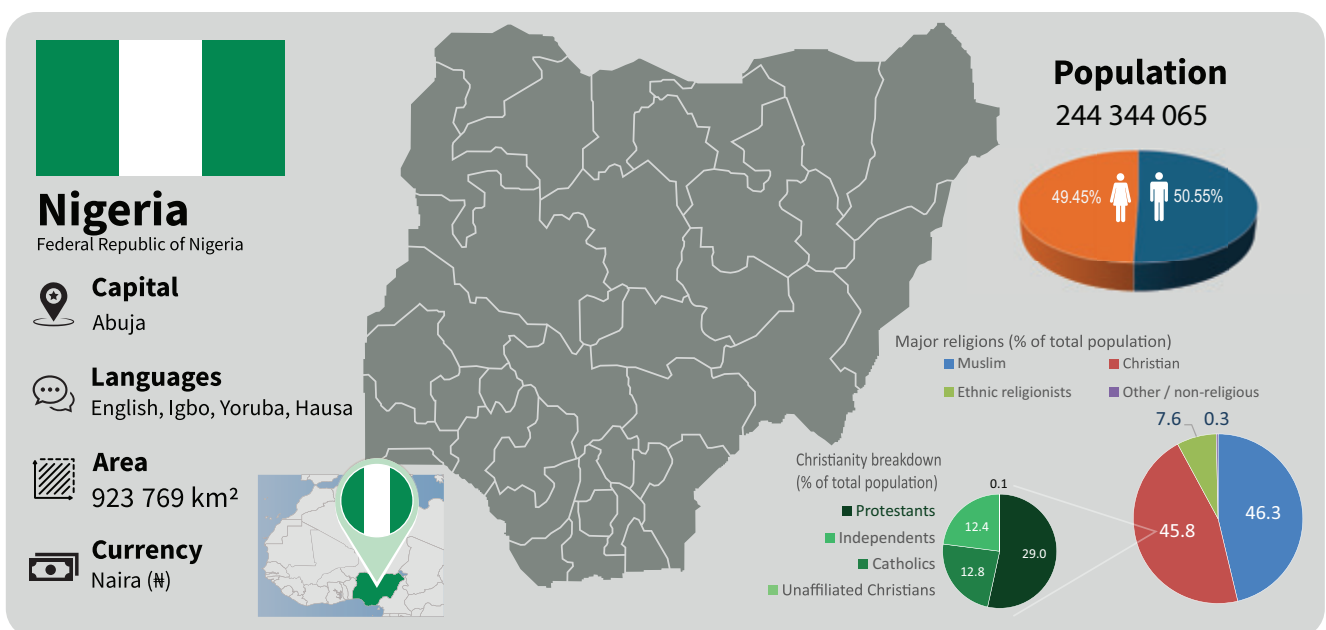 Nigeria
Federal Republic of Nigeria
Capital
Abuja
Languages
English, Igbo, Yoruba, Hausa
Area
923 769 km²
Currency
Naira (₦)
Population
244 344 065
49.45%
50.55%
Major religions (% of total population)
Muslim
Christian
Ethnic religionists
Other / non-religious
7.6
0.3
46.3
45.8
Christianity breakdown
(% of total population)
Protestants
Independents
Catholics
Unaffiliated Christians
0.1
12.4
29.0
12.8